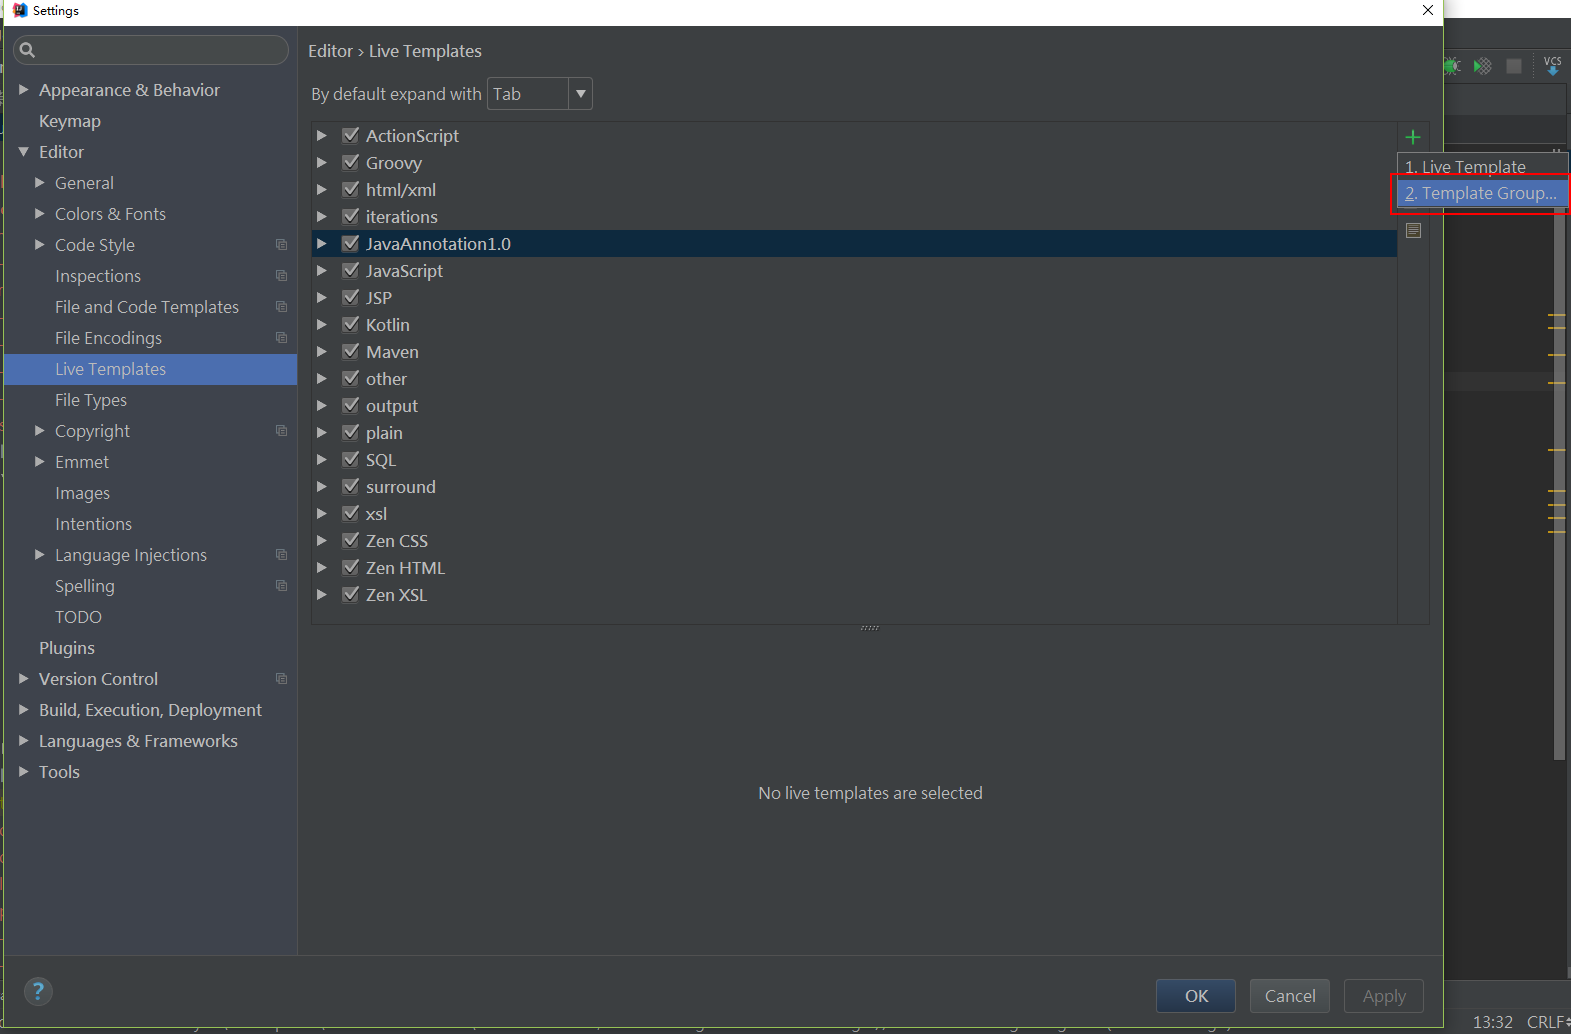 Settings
Editor › Live Templates
By default expand with Tab
Appearance & Behavior
Keymap
Editor
General
Colors & Fonts
Code Style
Inspections
File and Code Templates
File Encodings
Live Templates
File Types
Copyright
Emmet
Images
Intentions
Language Injections
Spelling
TODO
Plugins
Version Control
Build, Execution, Deployment
Languages & Frameworks
Tools
ActionScript
Groovy
html/xml
iterations
JavaAnnotation1.0
JavaScript
JSP
Kotlin
Maven
other
output
plain
SQL
surround
xsl
Zen CSS
Zen HTML
Zen XSL
VCS
1. Live Template
2. Template Group...
No live templates are selected
?
OK
Cancel
Apply
13:32 CRLF